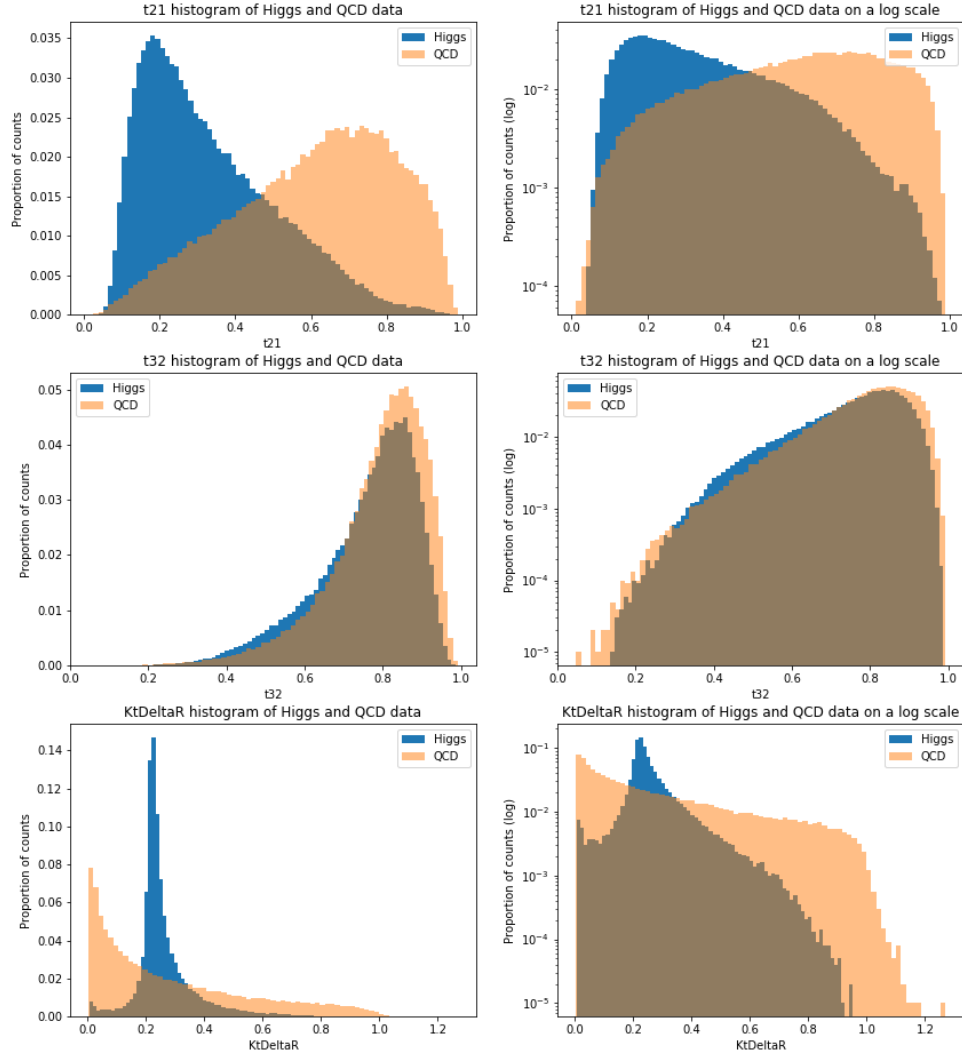 t21 histogram of Higgs and QCD data
Proportion of counts
0.035
0.030
0.025
0.020
0.015
0.010
0.005
0.000
Higgs
QCD
0.0 0.2 0.4 0.6 0.8 1.0
t21
t21 histogram of Higgs and QCD data on a log scale
Proportion of counts (log)
10⁻²
10⁻³
10⁻⁴
Higgs
QCD
0.0 0.2 0.4 0.6 0.8 1.0
t21
t32 histogram of Higgs and QCD data
Proportion of counts
0.05
0.04
0.03
0.02
0.01
0.00
Higgs
QCD
0.0 0.2 0.4 0.6 0.8 1.0
t32
t32 histogram of Higgs and QCD data on a log scale
Proportion of counts (log)
10⁻²
10⁻³
10⁻⁴
10⁻⁵
Higgs
QCD
0.0 0.2 0.4 0.6 0.8 1.0
t32
KtDeltaR histogram of Higgs and QCD data
Proportion of counts
0.14
0.12
0.10
0.08
0.06
0.04
0.02
0.00
Higgs
QCD
0.0 0.2 0.4 0.6 0.8 1.0 1.2
KtDeltaR
KtDeltaR histogram of Higgs and QCD data on a log scale
Proportion of counts (log)
10⁻¹
10⁻²
10⁻³
10⁻⁴
10⁻⁵
Higgs
QCD
0.0 0.2 0.4 0.6 0.8 1.0 1.2
KtDeltaR